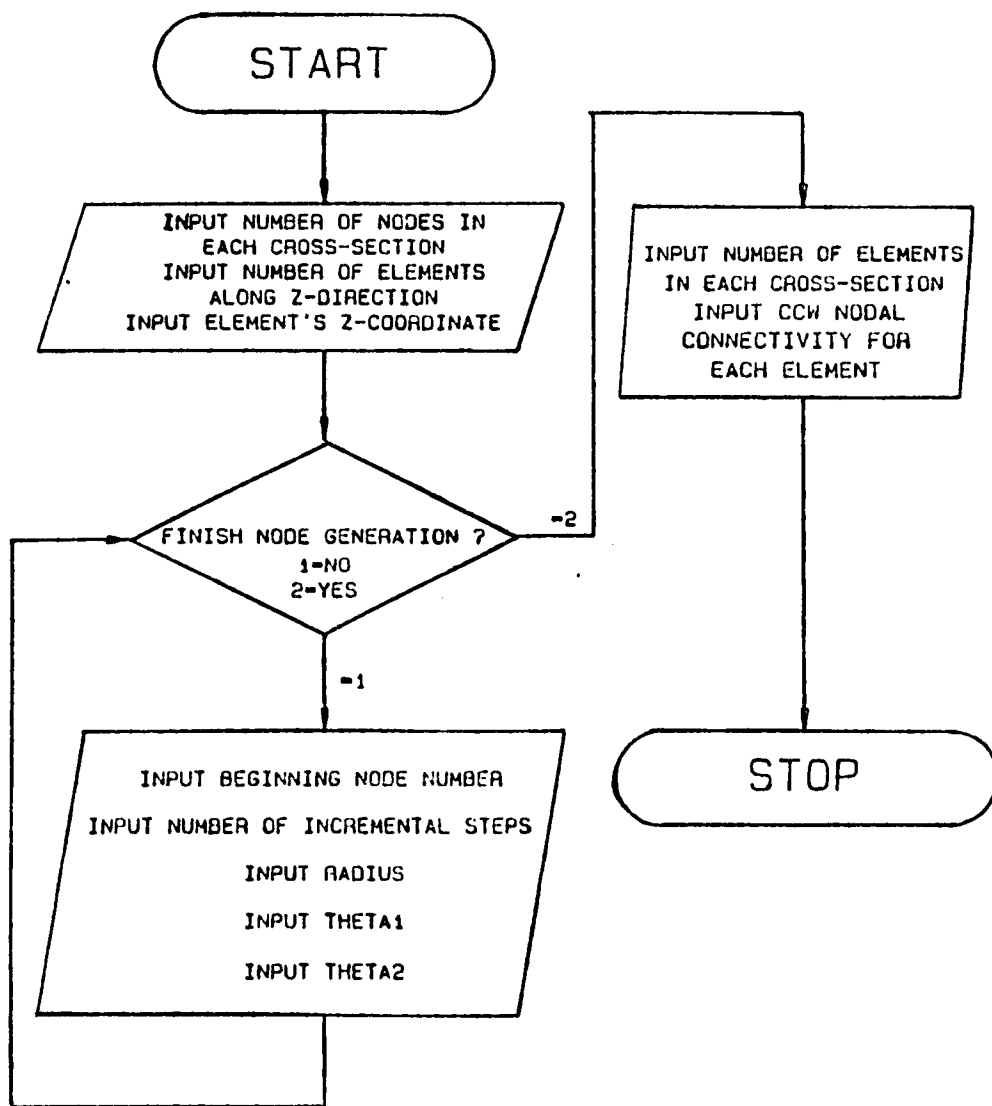 START
INPUT NUMBER OF NODES IN
EACH CROSS-SECTION
INPUT NUMBER OF ELEMENTS
ALONG Z-DIRECTION
INPUT ELEMENT'S Z-COORDINATE
FINISH NODE GENERATION ?
1=NO
2=YES
=1
INPUT BEGINNING NODE NUMBER
INPUT NUMBER OF INCREMENTAL STEPS
INPUT RADIUS
INPUT THETA1
INPUT THETA2
=2
INPUT NUMBER OF ELEMENTS
IN EACH CROSS-SECTION
INPUT CCW NODAL
CONNECTIVITY FOR
EACH ELEMENT
STOP